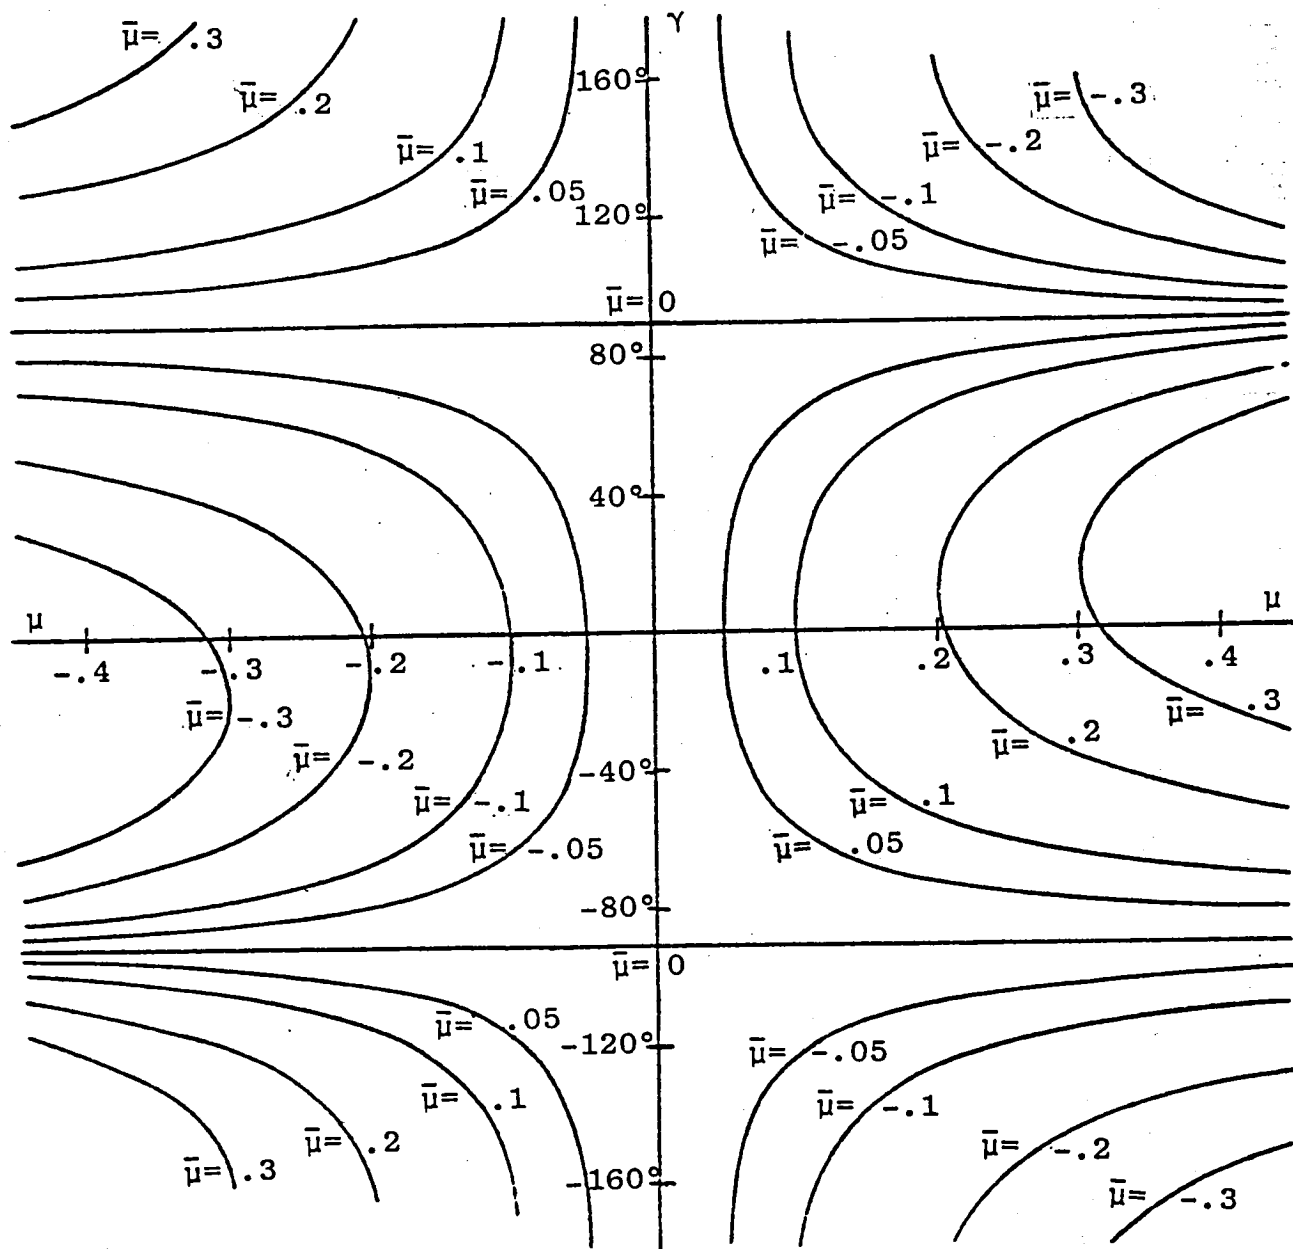 γ
μ̄= .3
160°
μ̄= .2
μ̄= -.3
μ̄= .1
μ̄= -.2
μ̄= .05
μ̄= -.1
120°
μ̄= -.05
μ̄= 0
80°
40°
μ
μ
-.4
-.3
-.2
-.1
.1
.2
.3
.4
μ̄= -.3
μ̄= .3
μ̄= -.2
μ̄= .2
-40°
μ̄= -.1
μ̄= .1
μ̄= -.05
μ̄= .05
-80°
μ̄= 0
μ̄= .05
-120°
μ̄= -.05
μ̄= .1
μ̄= -.1
μ̄= .2
μ̄= -.2
μ̄= .3
-160°
μ̄= -.3